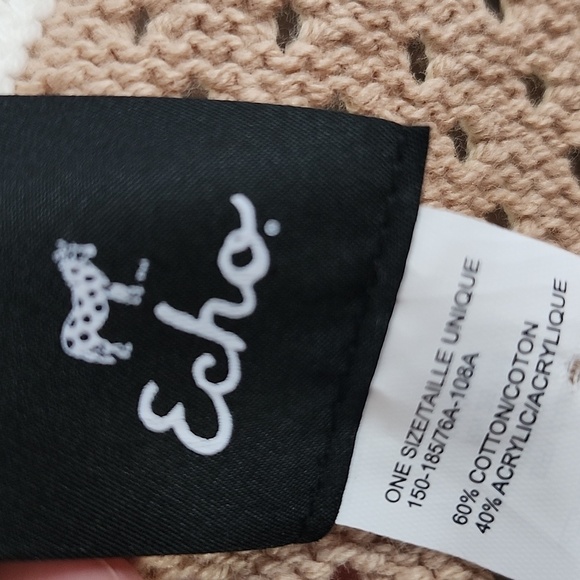 Echo®
ONE SIZE/TAILLE UNIQUE
150-185/76A-108A
60% COTTON/COTON
40% ACRYLIC/ACRYLIQUE